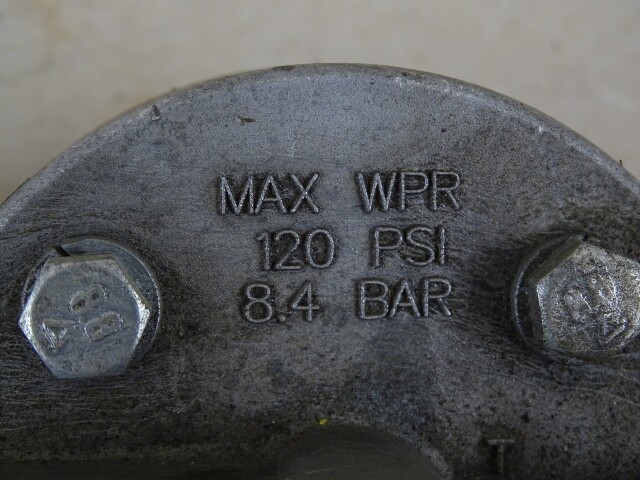 MAX WPR
120 PSI
8.4 BAR
T